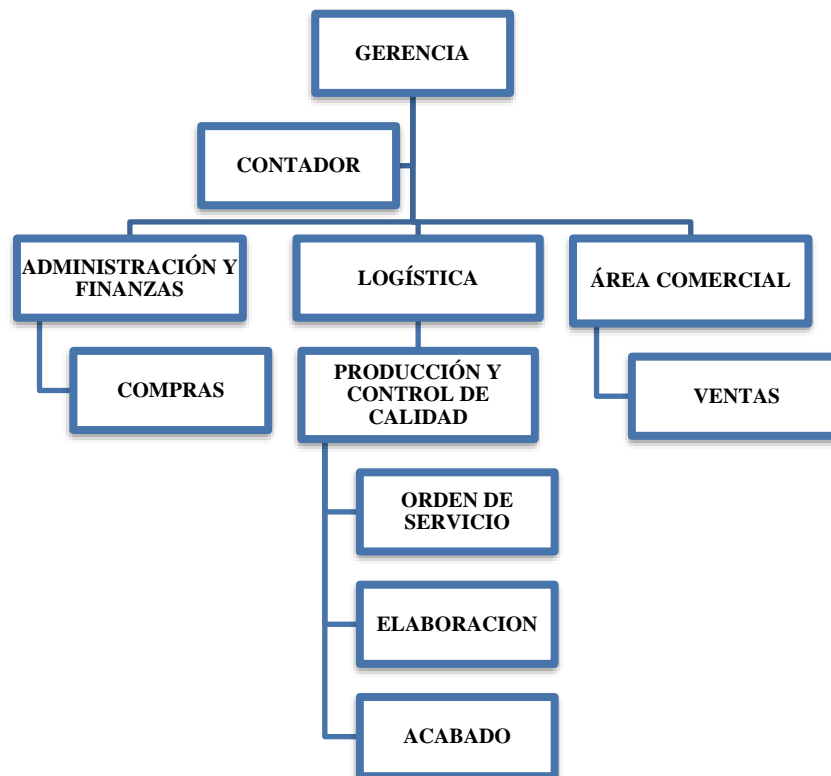 GERENCIA
CONTADOR
ADMINISTRACIÓN Y
FINANZAS
LOGÍSTICA
ÁREA COMERCIAL
COMPRAS
PRODUCCIÓN Y
CONTROL DE
CALIDAD
VENTAS
ORDEN DE
SERVICIO
ELABORACION
ACABADO